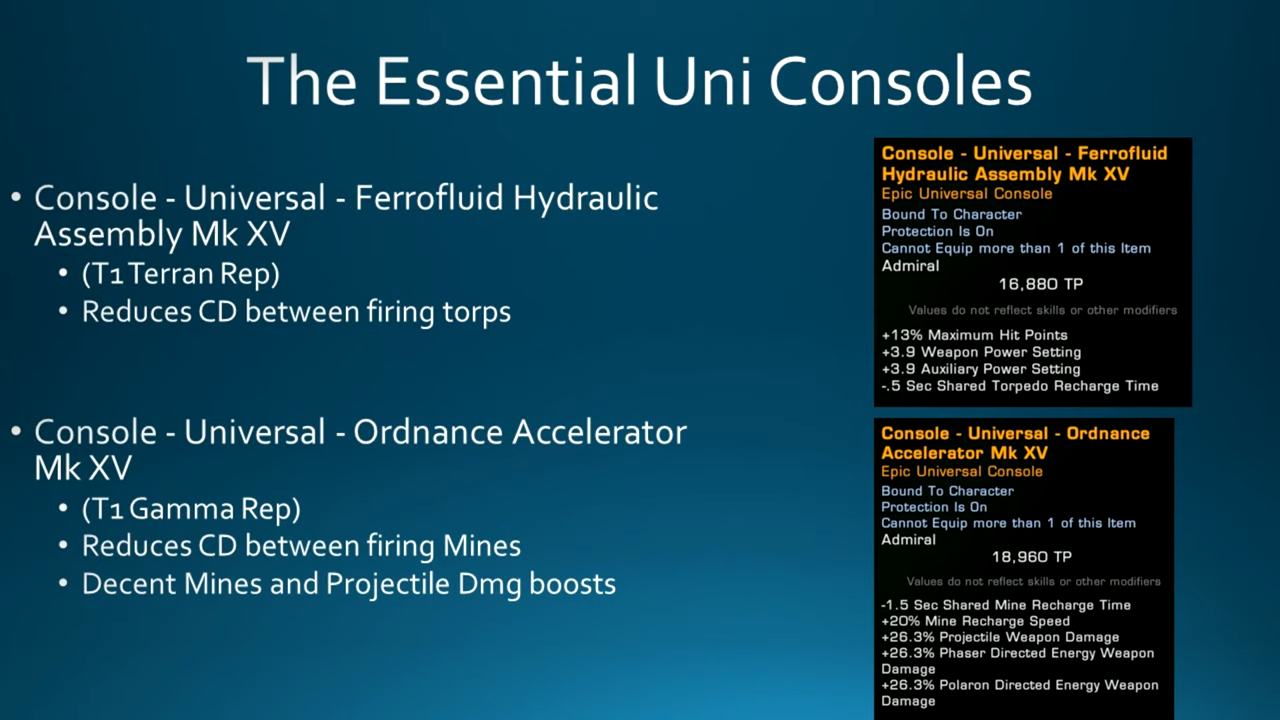 The Essential Uni Consoles
• Console - Universal - Ferrofluid Hydraulic
Assembly Mk XV
• (T1 Terran Rep)
• Reduces CD between firing torps
• Console - Universal - Ordnance Accelerator
Mk XV
• (T1 Gamma Rep)
• Reduces CD between firing Mines
• Decent Mines and Projectile Dmg boosts
Console - Universal - Ferrofluid
Hydraulic Assembly Mk XV
Epic Universal Console
Bound To Character
Protection Is On
Cannot Equip more than 1 of this Item
Admiral
16,880 TP
Values do not reflect skills or other modifiers
+13% Maximum Hit Points
+3.9 Weapon Power Setting
+3.9 Auxiliary Power Setting
-.5 Sec Shared Torpedo Recharge Time
Console - Universal - Ordnance
Accelerator Mk XV
Epic Universal Console
Bound To Character
Protection Is On
Cannot Equip more than 1 of this Item
Admiral
18,960 TP
Values do not reflect skills or other modifiers
-1.5 Sec Shared Mine Recharge Time
+20% Mine Recharge Speed
+26.3% Projectile Weapon Damage
+26.3% Phaser Directed Energy Weapon
Damage
+26.3% Polaron Directed Energy Weapon
Damage